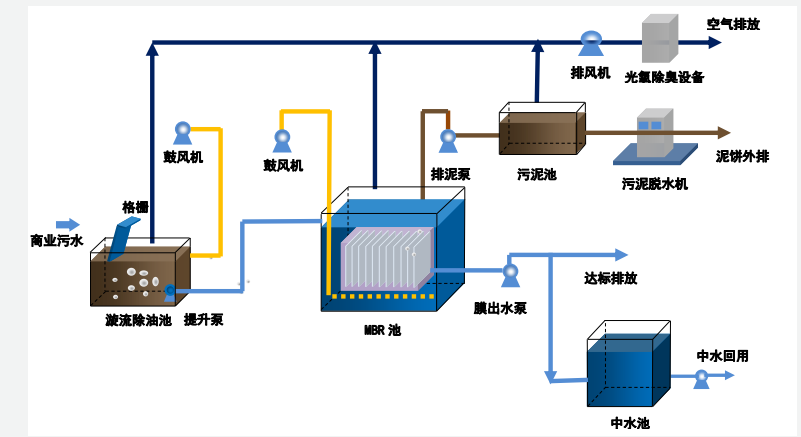 空气排放
排风机
光氧除臭设备
鼓风机
鼓风机
排泥泵
污泥池
污泥脱水机
泥饼外排
格栅
商业污水
漩流除油池
提升泵
MBR 池
膜出水泵
达标排放
中水回用
中水池